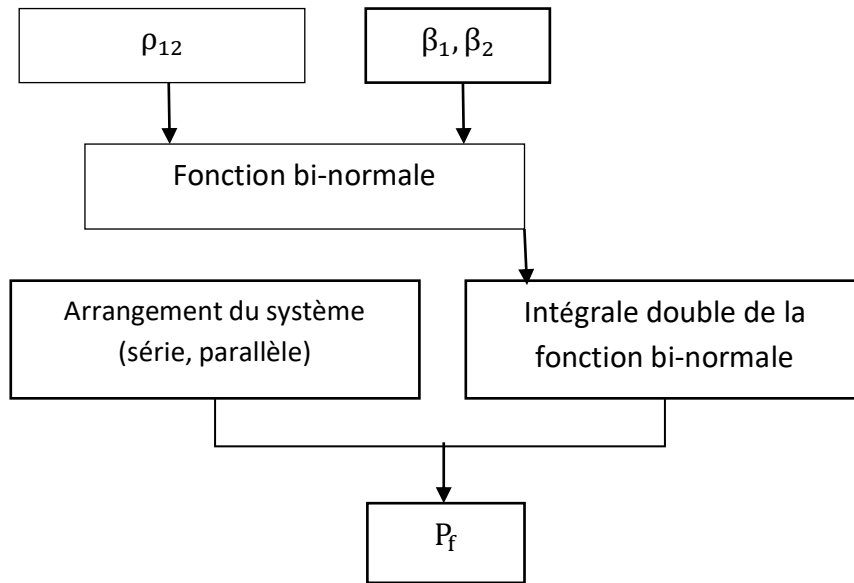 ρ₁₂
β₁, β₂
Fonction bi-normale
Arrangement du système
(série, parallèle)
Intégrale double de la
fonction bi-normale
P_f